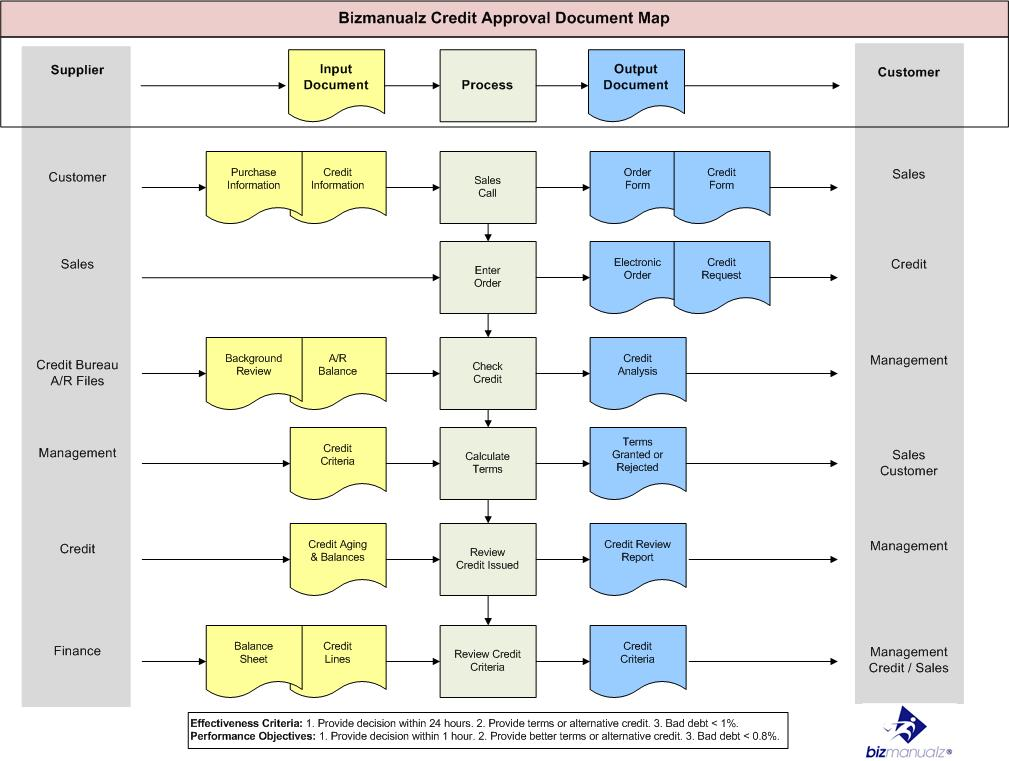 Bizmanualz Credit Approval Document Map
Supplier
Input
Document
Process
Output
Document
Customer
Customer
Purchase
Information
Credit
Information
Sales
Call
Order
Form
Credit
Form
Sales
Sales
Enter
Order
Electronic
Order
Credit
Request
Credit
Credit Bureau
A/R Files
Background
Review
A/R
Balance
Check
Credit
Credit
Analysis
Management
Management
Credit
Criteria
Calculate
Terms
Terms
Granted or
Rejected
Sales
Customer
Credit
Credit Aging
& Balances
Review
Credit Issued
Credit Review
Report
Management
Finance
Balance
Sheet
Credit
Lines
Review Credit
Criteria
Credit
Criteria
Management
Credit / Sales
Effectiveness Criteria: 1. Provide decision within 24 hours. 2. Provide terms or alternative credit. 3. Bad debt < 1%.
Performance Objectives: 1. Provide decision within 1 hour. 2. Provide better terms or alternative credit. 3. Bad debt < 0.8%.
bizmanualz®